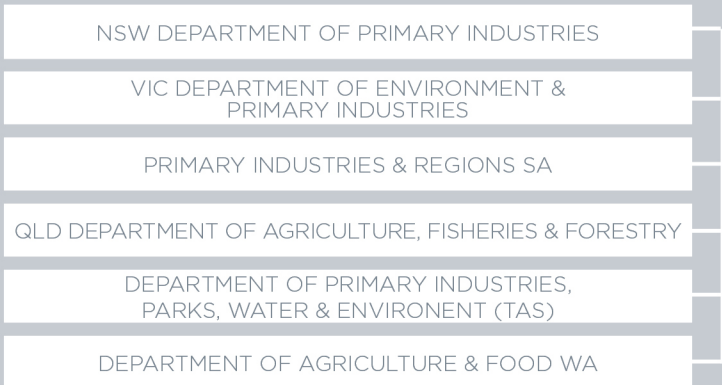 NSW DEPARTMENT OF PRIMARY INDUSTRIES
VIC DEPARTMENT OF ENVIRONMENT &
PRIMARY INDUSTRIES
PRIMARY INDUSTRIES & REGIONS SA
QLD DEPARTMENT OF AGRICULTURE, FISHERIES & FORESTRY
DEPARTMENT OF PRIMARY INDUSTRIES,
PARKS, WATER & ENVIRONENT (TAS)
DEPARTMENT OF AGRICULTURE & FOOD WA